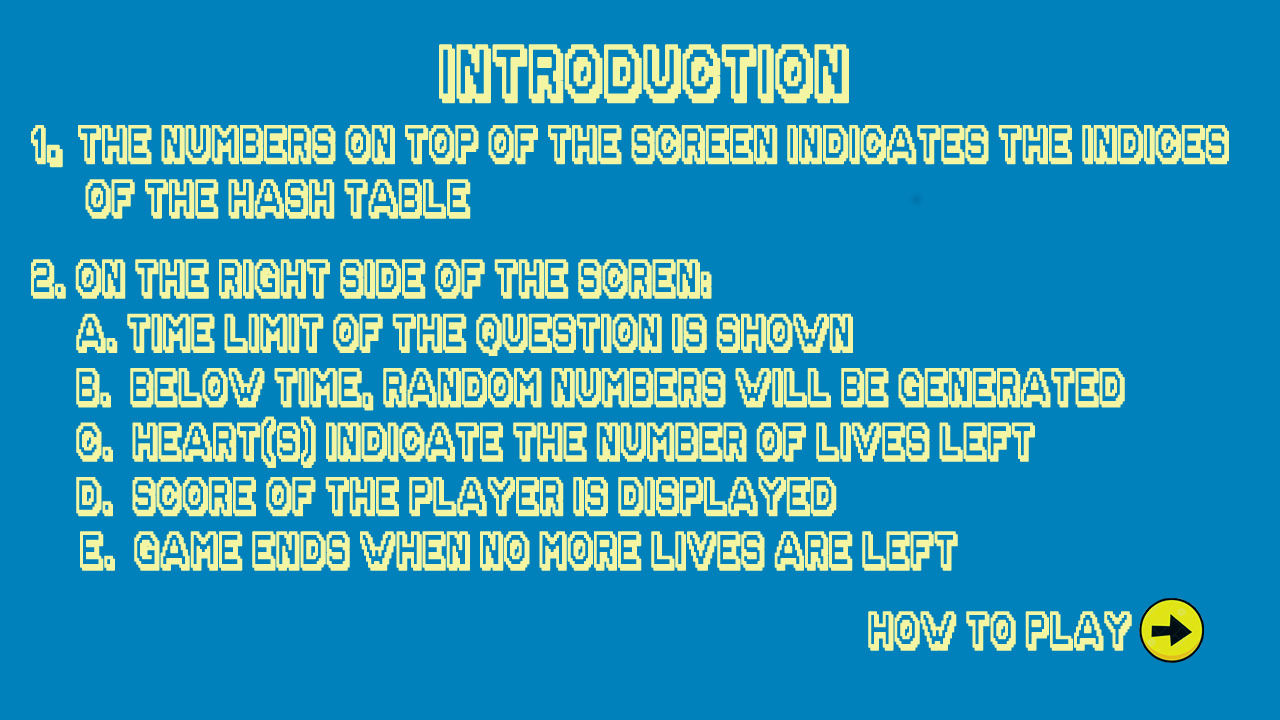 INTRODUCTION
1. THE NUMBERS ON TOP OF THE SCREEN INDICATES THE INDICES
OF THE HASH TABLE
2. ON THE RIGHT SIDE OF THE SCREN:
A. TIME LIMIT OF THE QUESTION IS SHOWN
B. BELOW TIME, RANDOM NUMBERS WILL BE GENERATED
C. HEART(S) INDICATE THE NUMBER OF LIVES LEFT
D. SCORE OF THE PLAYER IS DISPLAYED
E. GAME ENDS WHEN NO MORE LIVES ARE LEFT
HOW TO PLAY